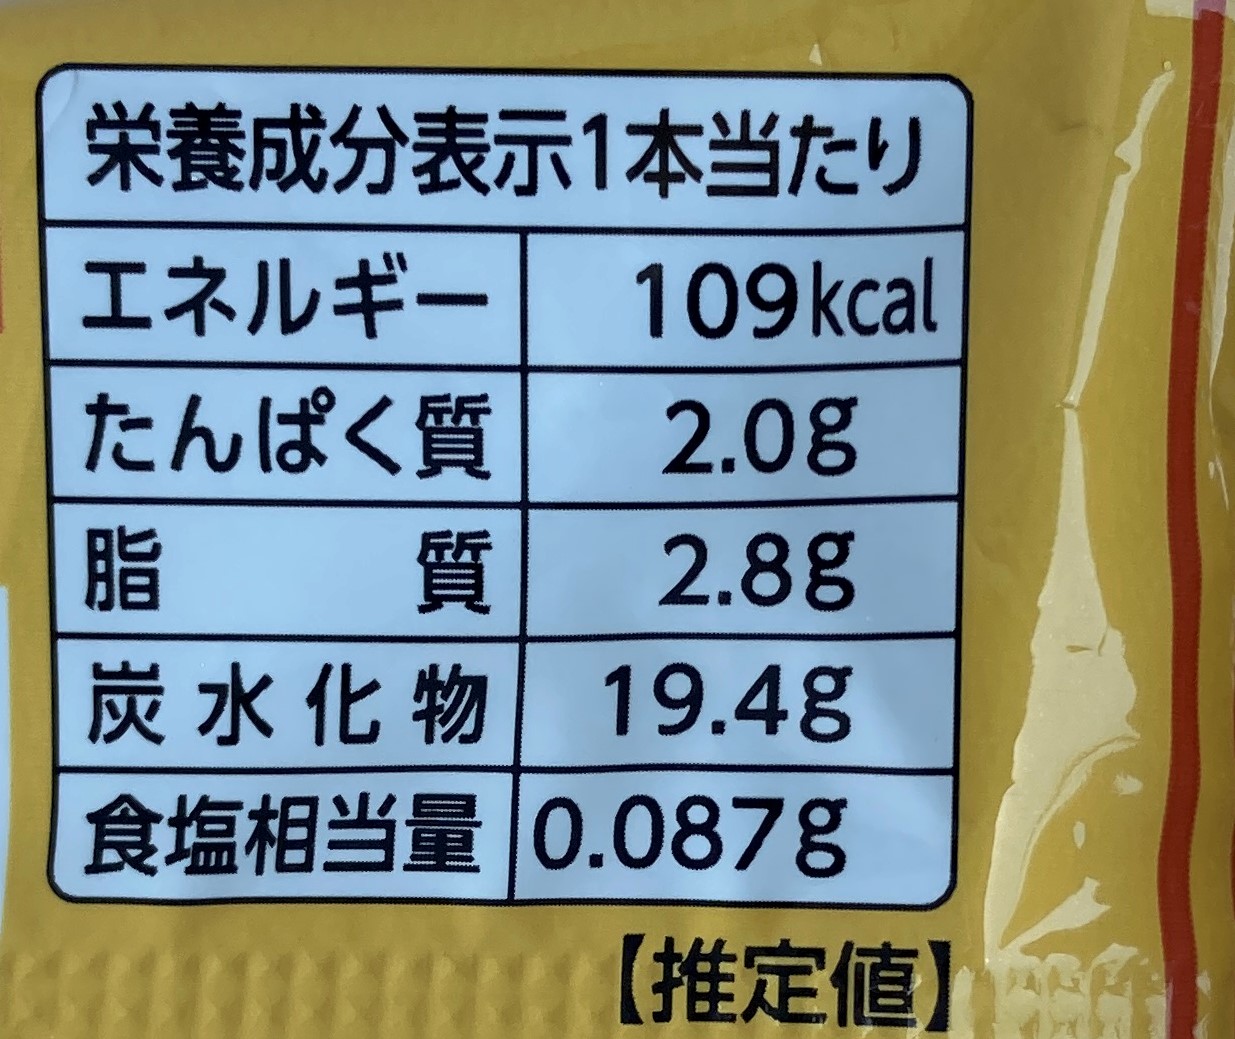 栄養成分表示1本当たり
エネルギー 109kcal
たんぱく質 2.0g
脂質 2.8g
炭水化物 19.4g
食塩相当量 0.087g
【推定値】